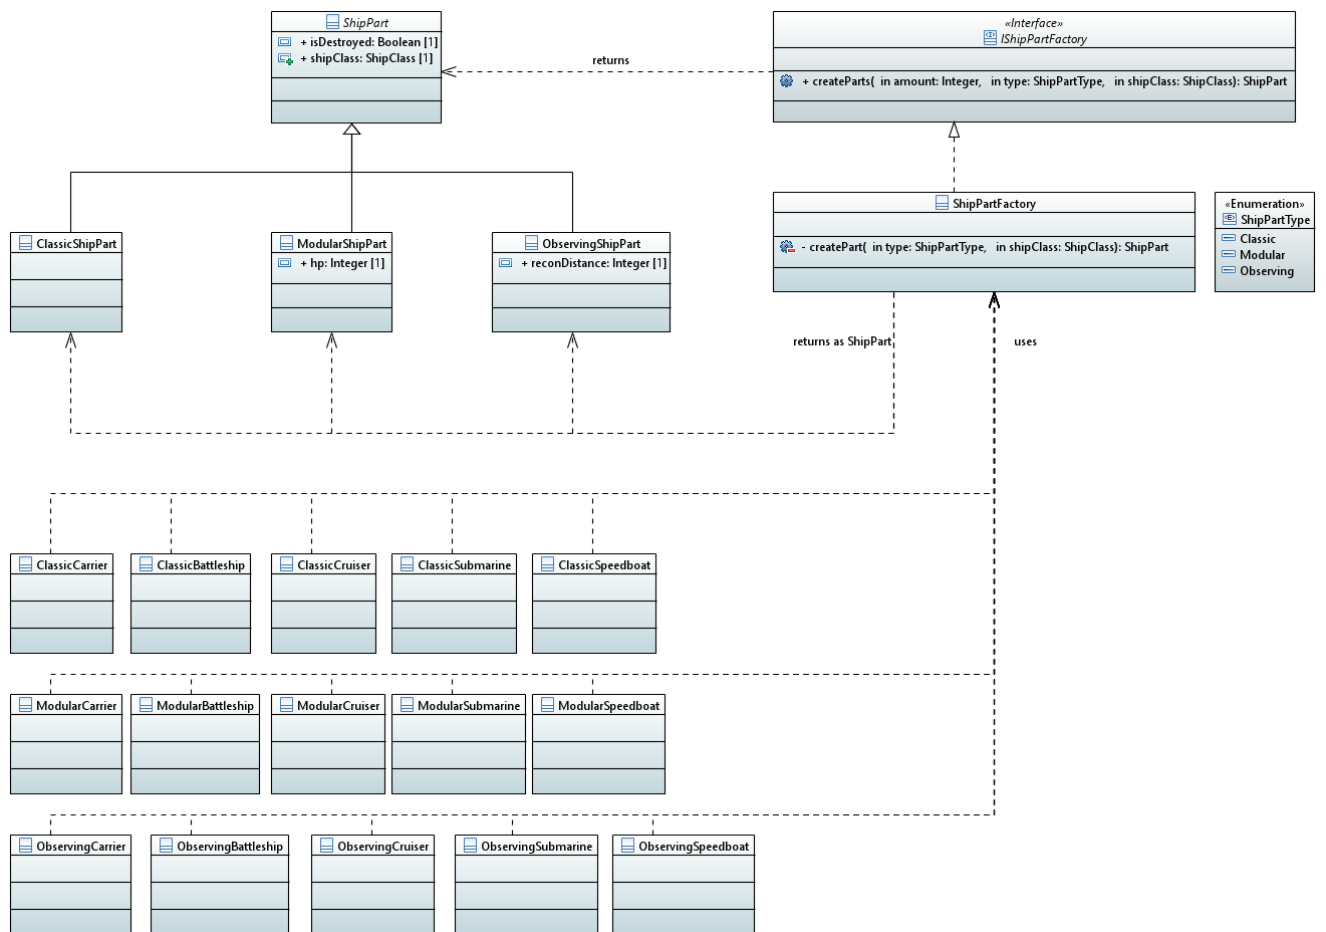 ShipPart
+ isDestroyed: Boolean [1]
+ shipClass: ShipClass [1]
returns
«Interface»
IShipPartFactory
+ createParts( in amount: Integer, in type: ShipPartType, in shipClass: ShipClass): ShipPart
ShipPartFactory
- createPart( in type: ShipPartType, in shipClass: ShipClass): ShipPart
«Enumeration»
ShipPartType
Classic
Modular
Observing
ClassicShipPart
ModularShipPart
+ hp: Integer [1]
ObservingShipPart
+ reconDistance: Integer [1]
returns as ShipPart
uses
ClassicCarrier
ClassicBattleship
ClassicCruiser
ClassicSubmarine
ClassicSpeedboat
ModularCarrier
ModularBattleship
ModularCruiser
ModularSubmarine
ModularSpeedboat
ObservingCarrier
ObservingBattleship
ObservingCruiser
ObservingSubmarine
ObservingSpeedboat